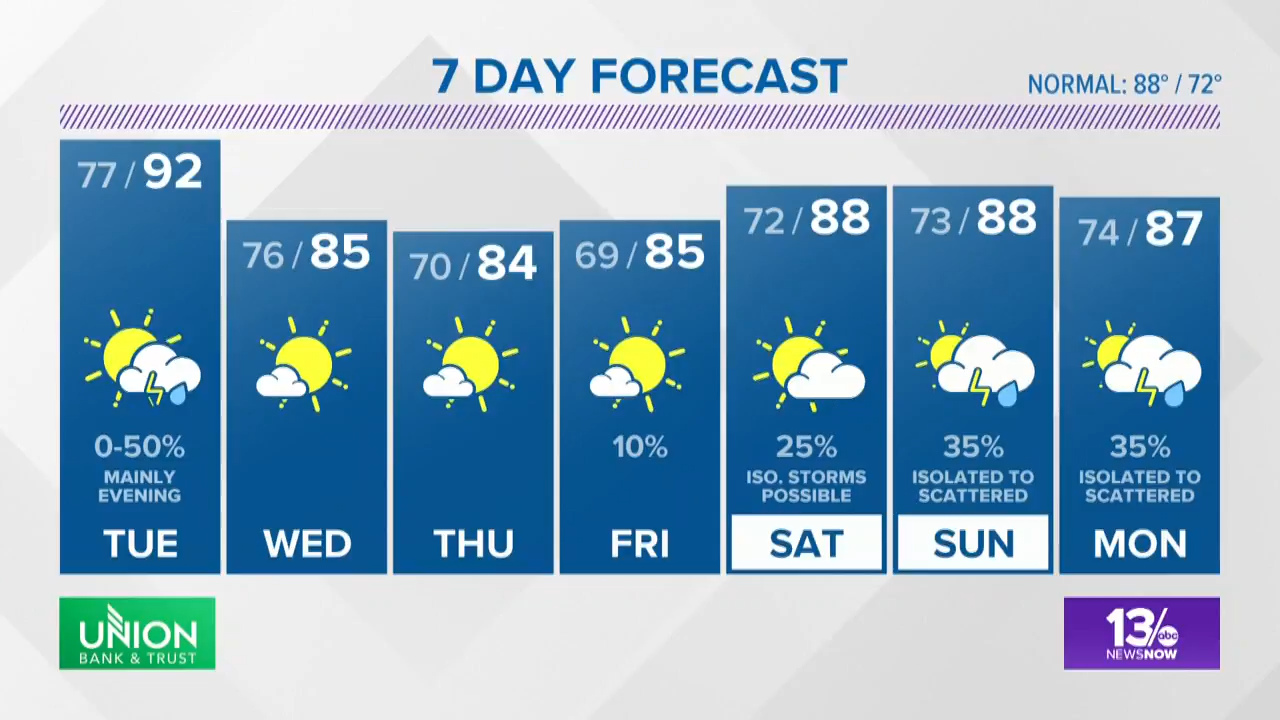 7 DAY FORECAST
NORMAL: 88° / 72°
77 / 92
0-50%
MAINLY
EVENING
TUE
76 / 85
WED
70 / 84
THU
69 / 85
10%
FRI
72 / 88
25%
ISO. STORMS
POSSIBLE
SAT
73 / 88
35%
ISOLATED TO
SCATTERED
SUN
74 / 87
35%
ISOLATED TO
SCATTERED
MON
UNION
BANK & TRUST
13 abc
NEWSNOW